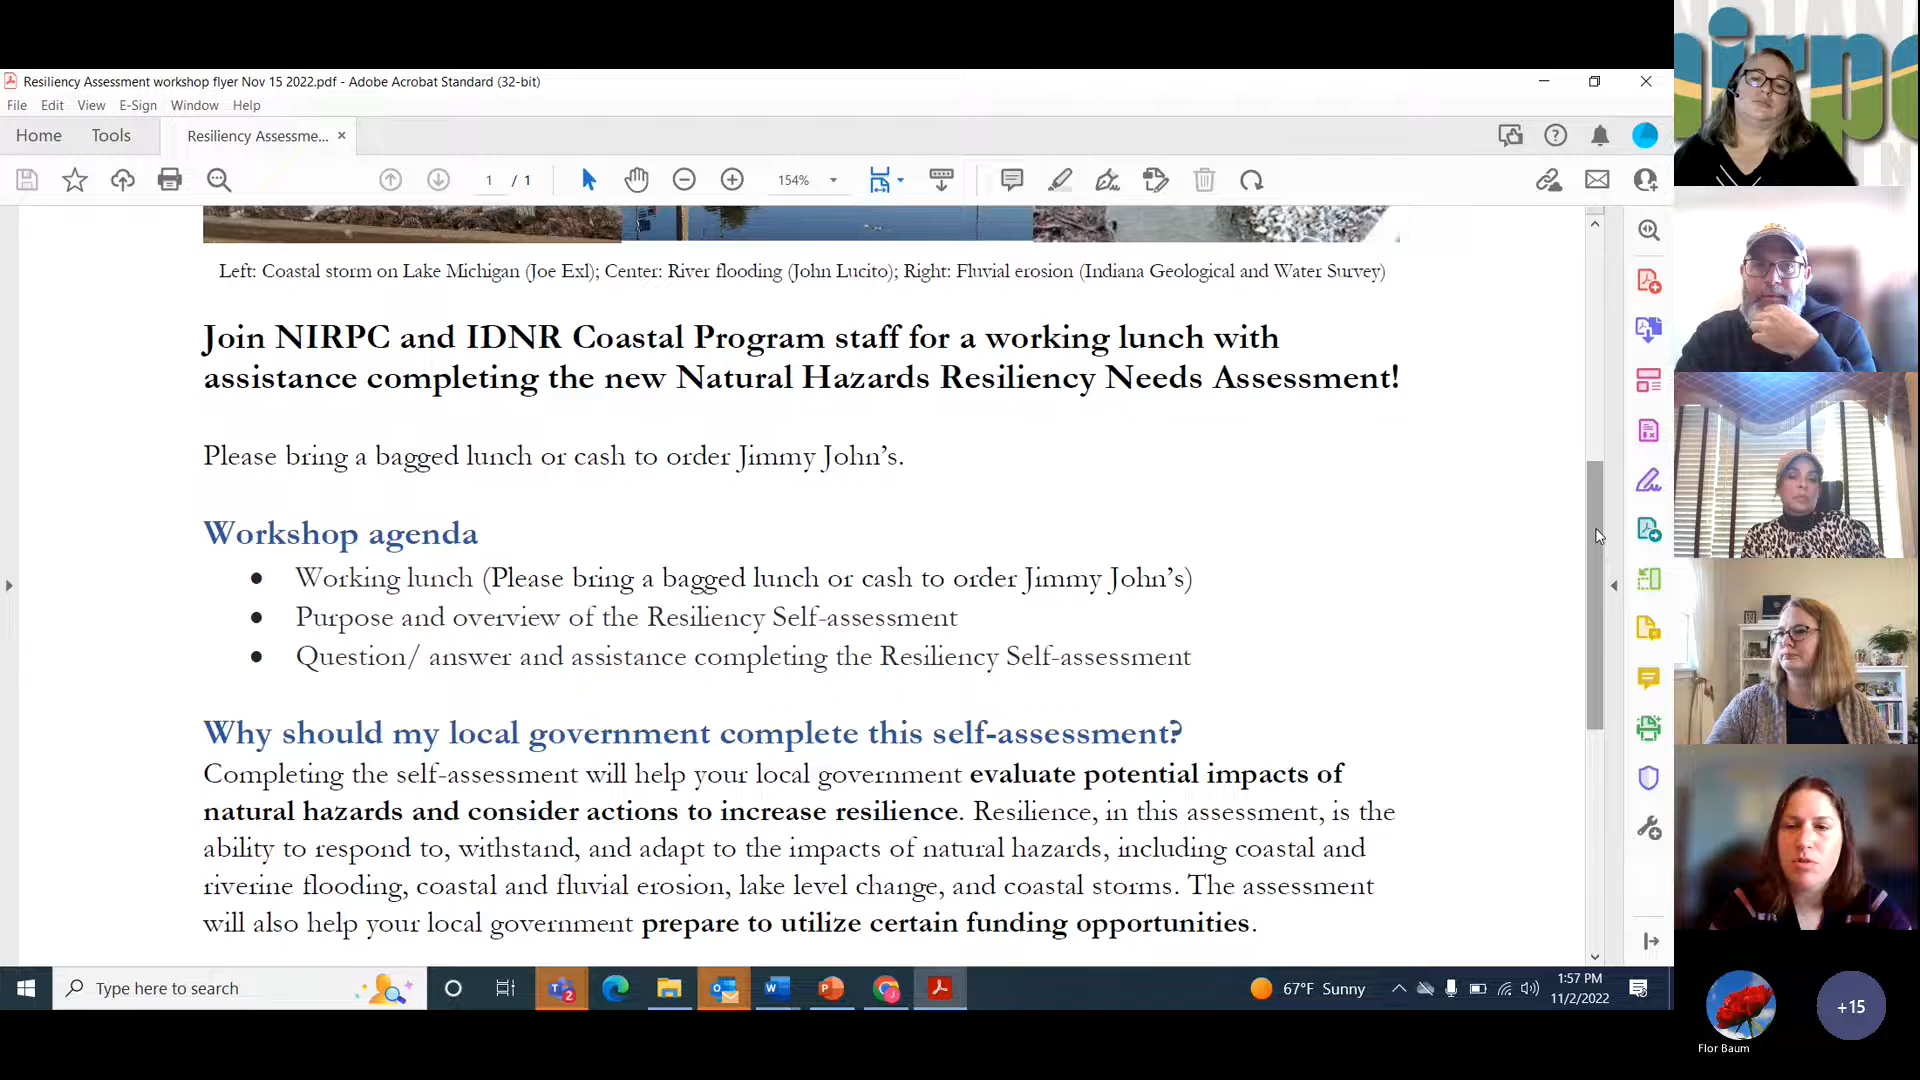 Resiliency Assessment workshop flyer Nov 15 2022.pdf - Adobe Acrobat Standard (32-bit)
File Edit View E-Sign Window Help
Home Tools Resiliency Assessme... ×
1 / 1 154%
Left: Coastal storm on Lake Michigan (Joe Exl); Center: River flooding (John Lucito); Right: Fluvial erosion (Indiana Geological and Water Survey)
Join NIRPC and IDNR Coastal Program staff for a working lunch with
assistance completing the new Natural Hazards Resiliency Needs Assessment!
Please bring a bagged lunch or cash to order Jimmy John's.
Workshop agenda
● Working lunch (Please bring a bagged lunch or cash to order Jimmy John's)
● Purpose and overview of the Resiliency Self-assessment
● Question/ answer and assistance completing the Resiliency Self-assessment
Why should my local government complete this self-assessment?
Completing the self-assessment will help your local government evaluate potential impacts of
natural hazards and consider actions to increase resilience. Resilience, in this assessment, is the
ability to respond to, withstand, and adapt to the impacts of natural hazards, including coastal and
riverine flooding, coastal and fluvial erosion, lake level change, and coastal storms. The assessment
will also help your local government prepare to utilize certain funding opportunities.
Type here to search
2
67°F Sunny
1:57 PM
11/2/2022
nirpc
+15
Flor Baum